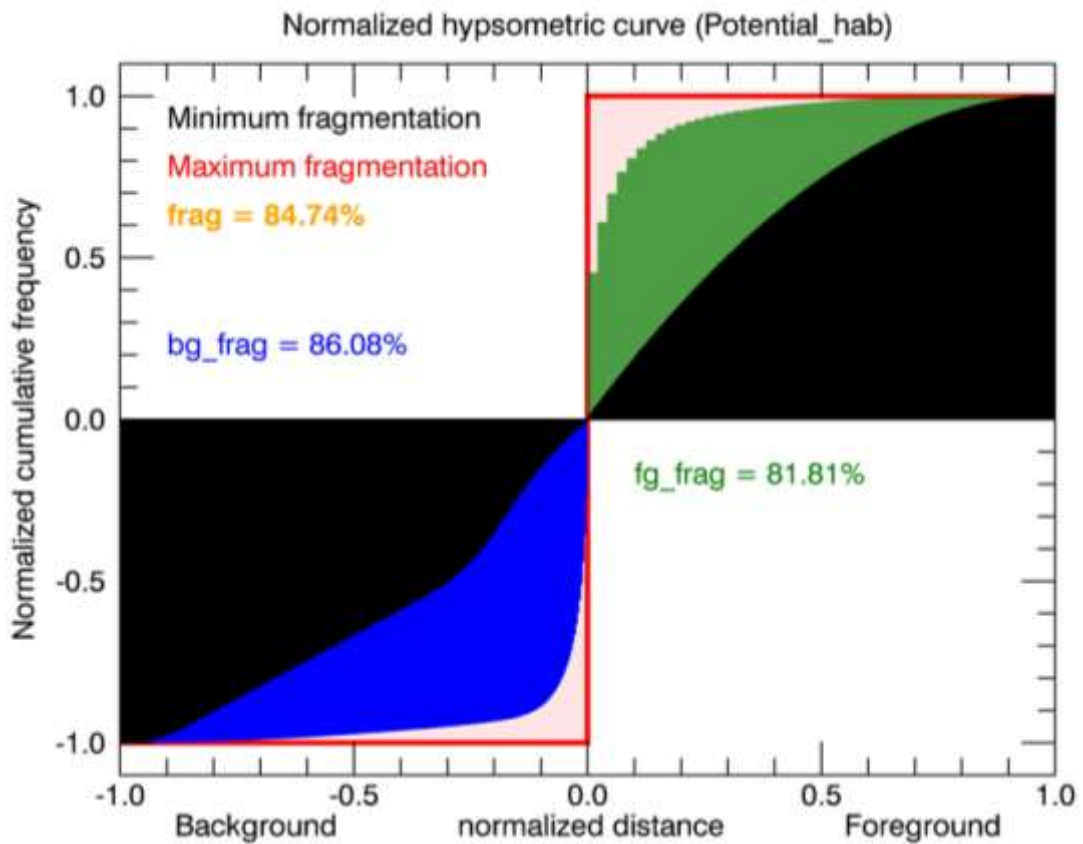 Normalized hypsometric curve (Potential_hab)
1.0
Minimum fragmentation
Maximum fragmentation
frag = 84.74%
0.5
bg_frag = 86.08%
0.0
fg_frag = 81.81%
-0.5
-1.0
Normalized cumulative frequency
-1.0 -0.5 0.0 0.5 1.0
Background normalized distance Foreground